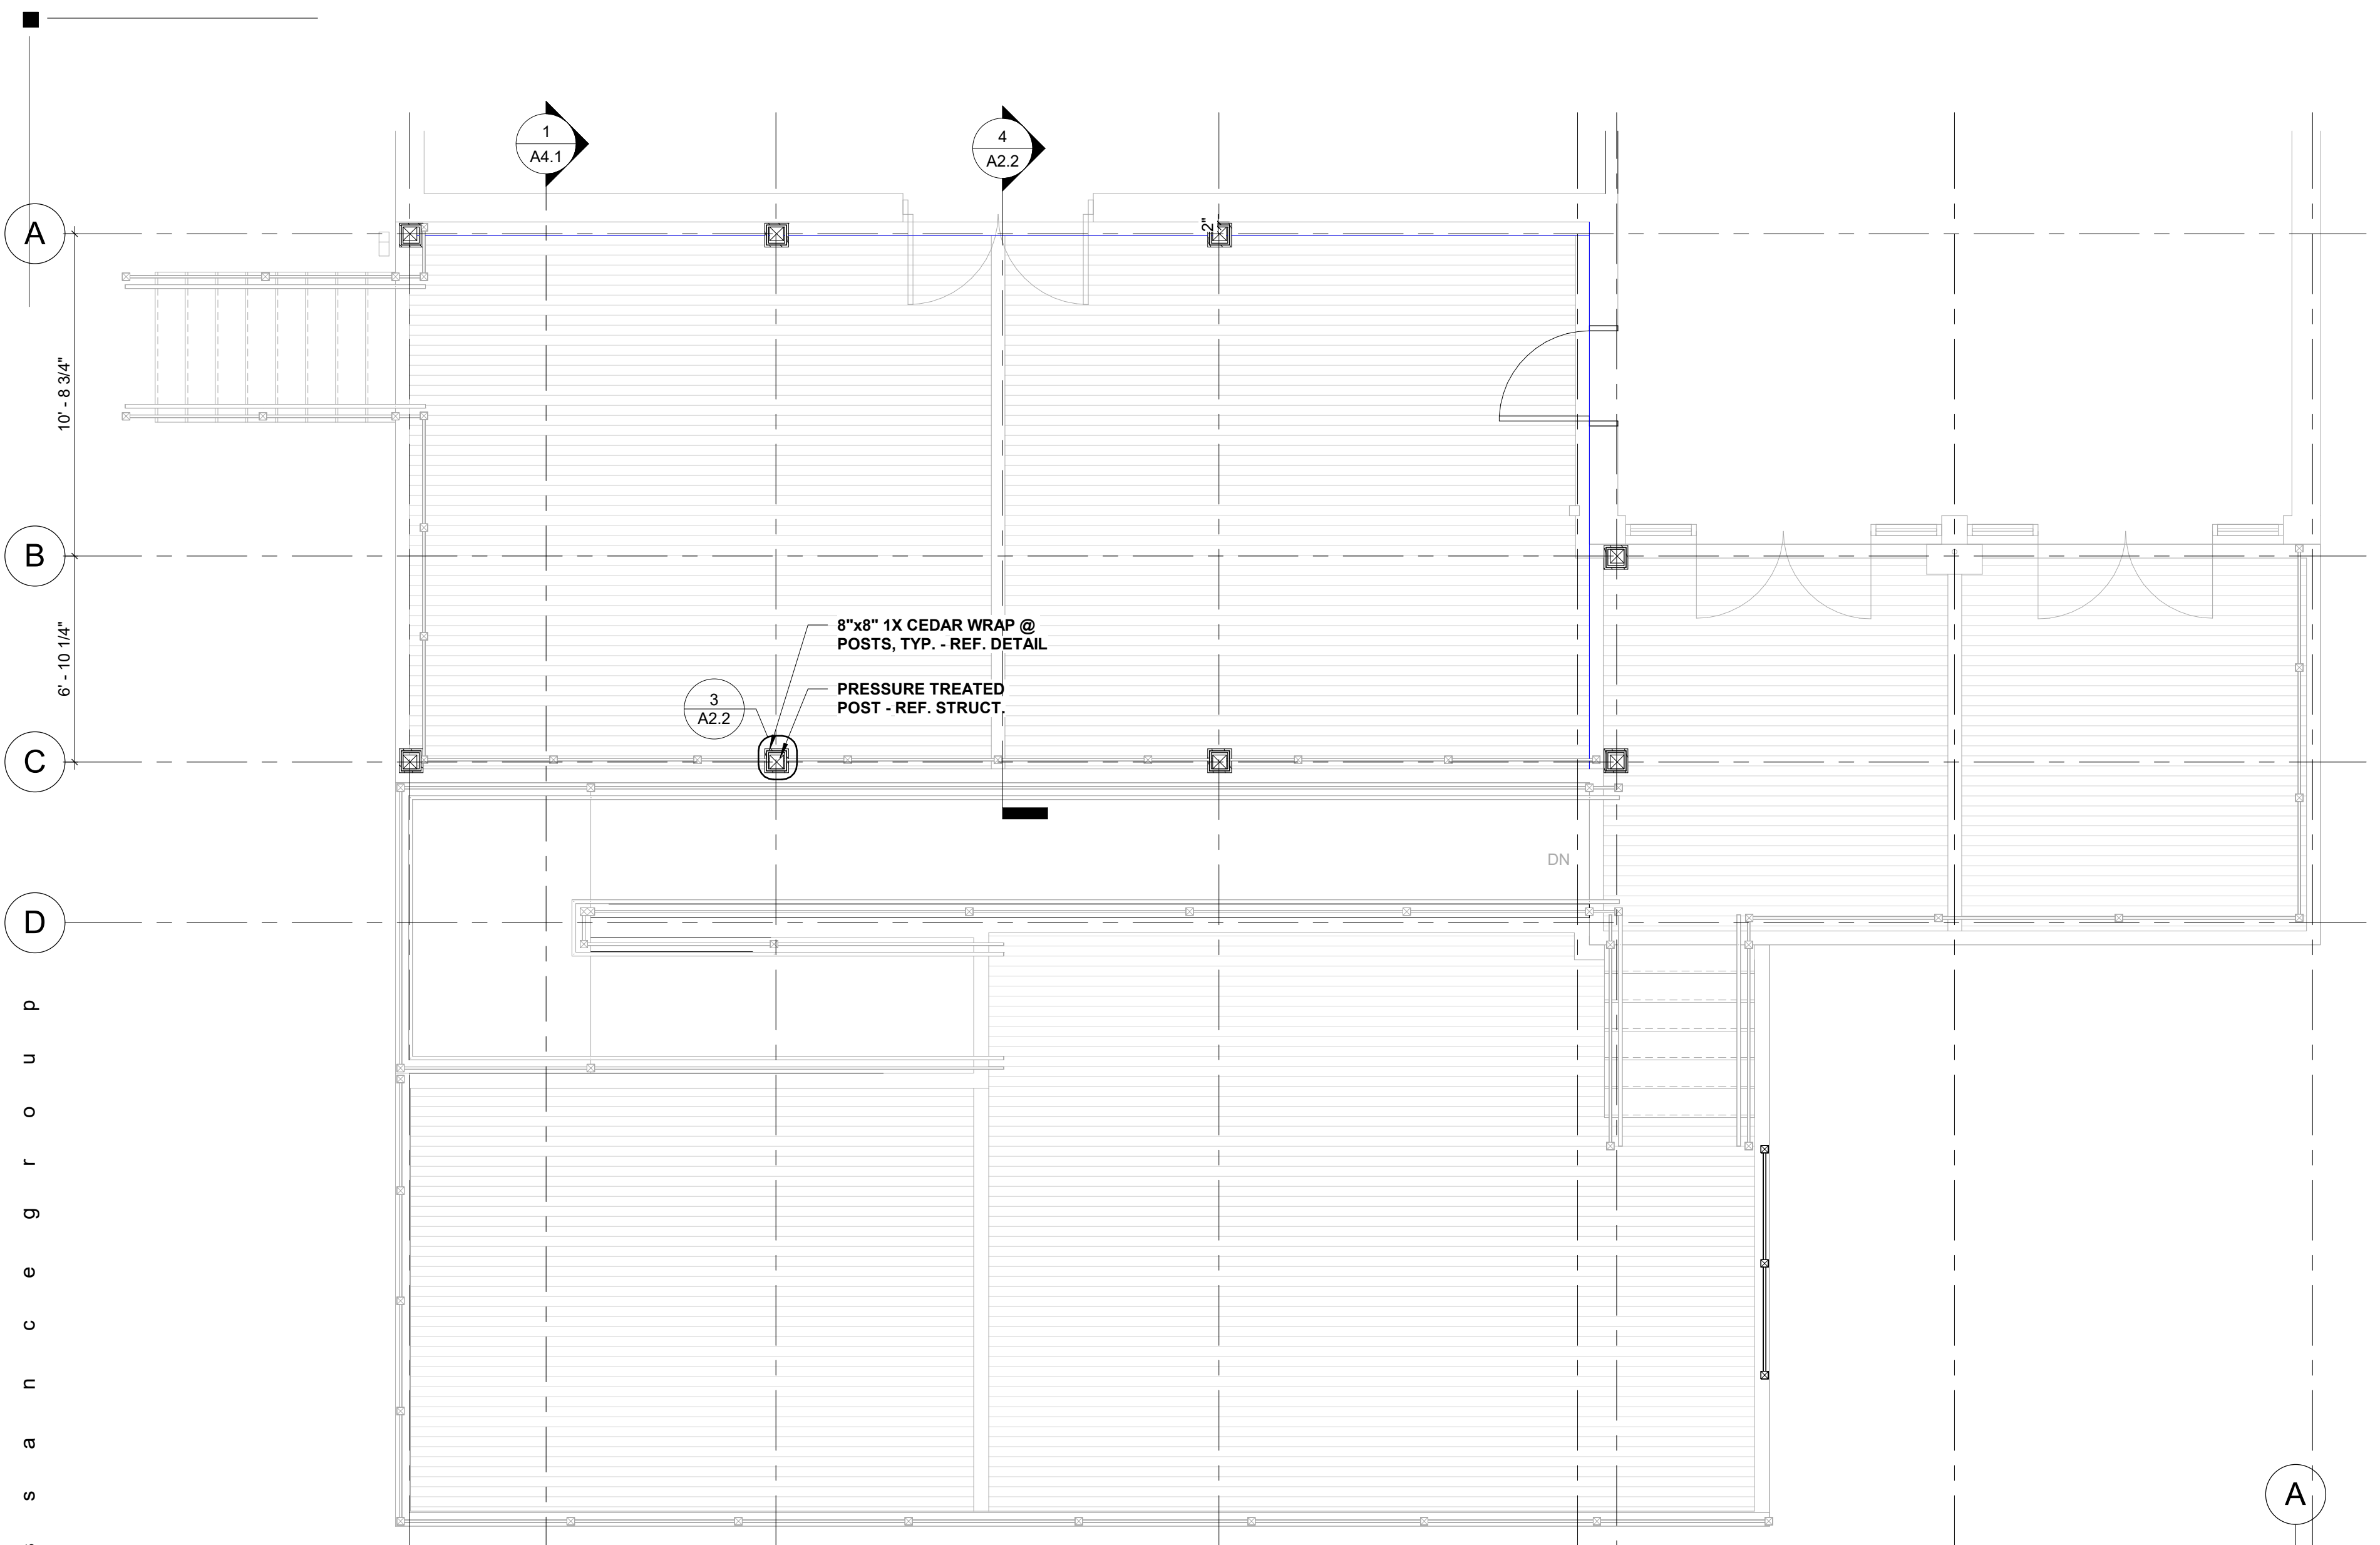 1
A4.1
4
A2.2
A
2"
10' - 8 3/4"
B
8"x8" 1X CEDAR WRAP @
POSTS, TYP. - REF. DETAIL
6' - 10 1/4"
3
A2.2
PRESSURE TREATED
POST - REF. STRUCT.
C
DN
D
s a n c e g r o u p
A